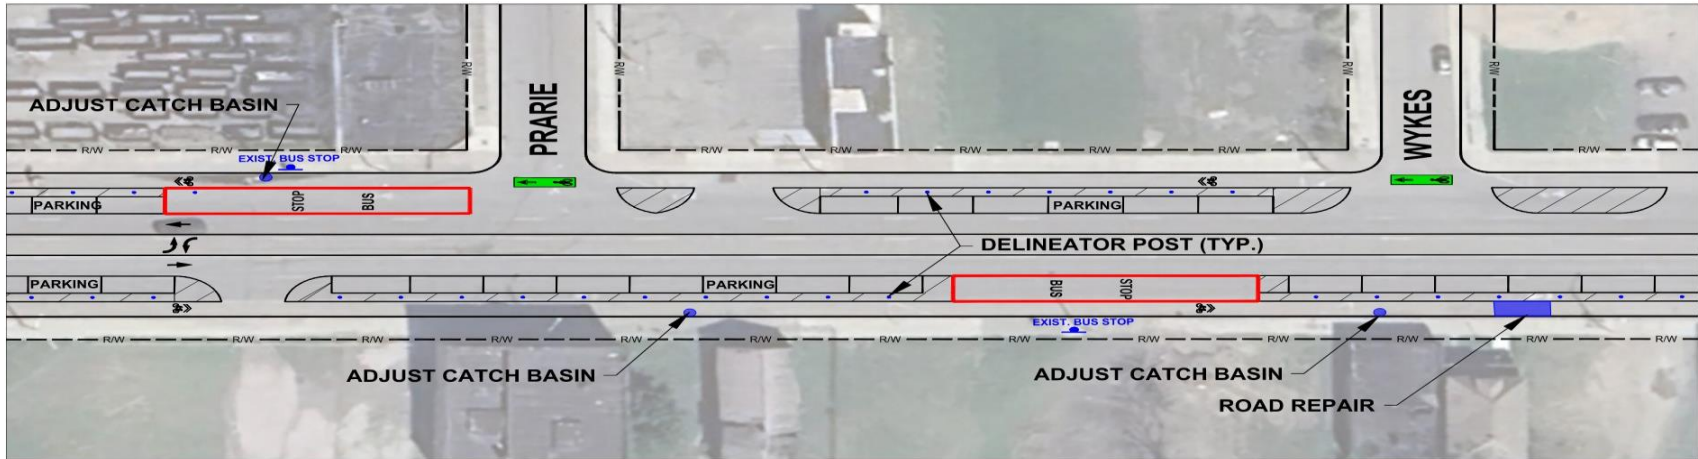 R/W
R/W
R/W
R/W
ADJUST CATCH BASIN
PRARIE
WYKES
R/W R/W R/W R/W R/W R/W R/W R/W
EXIST. BUS STOP
PARKING
STOP
BUS
PARKING
DELINEATOR POST (TYP.)
PARKING
PARKING
BUS
STOP
EXIST. BUS STOP
R/W R/W R/W R/W R/W R/W R/W R/W R/W R/W R/W R/W R/W
ADJUST CATCH BASIN
ADJUST CATCH BASIN
ROAD REPAIR